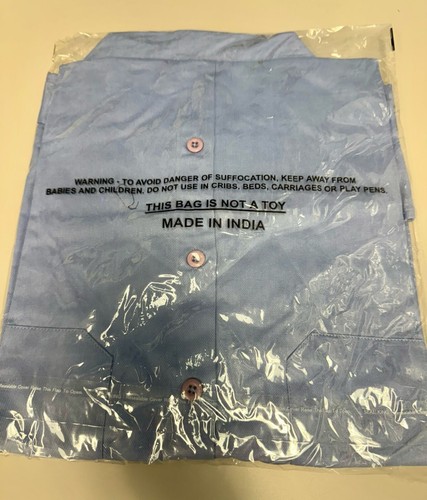 WARNING - TO AVOID DANGER OF SUFFOCATION, KEEP AWAY FROM
BABIES AND CHILDREN. DO NOT USE IN CRIBS, BEDS, CARRIAGES OR PLAY PENS.
THIS BAG IS NOT A TOY
MADE IN INDIA